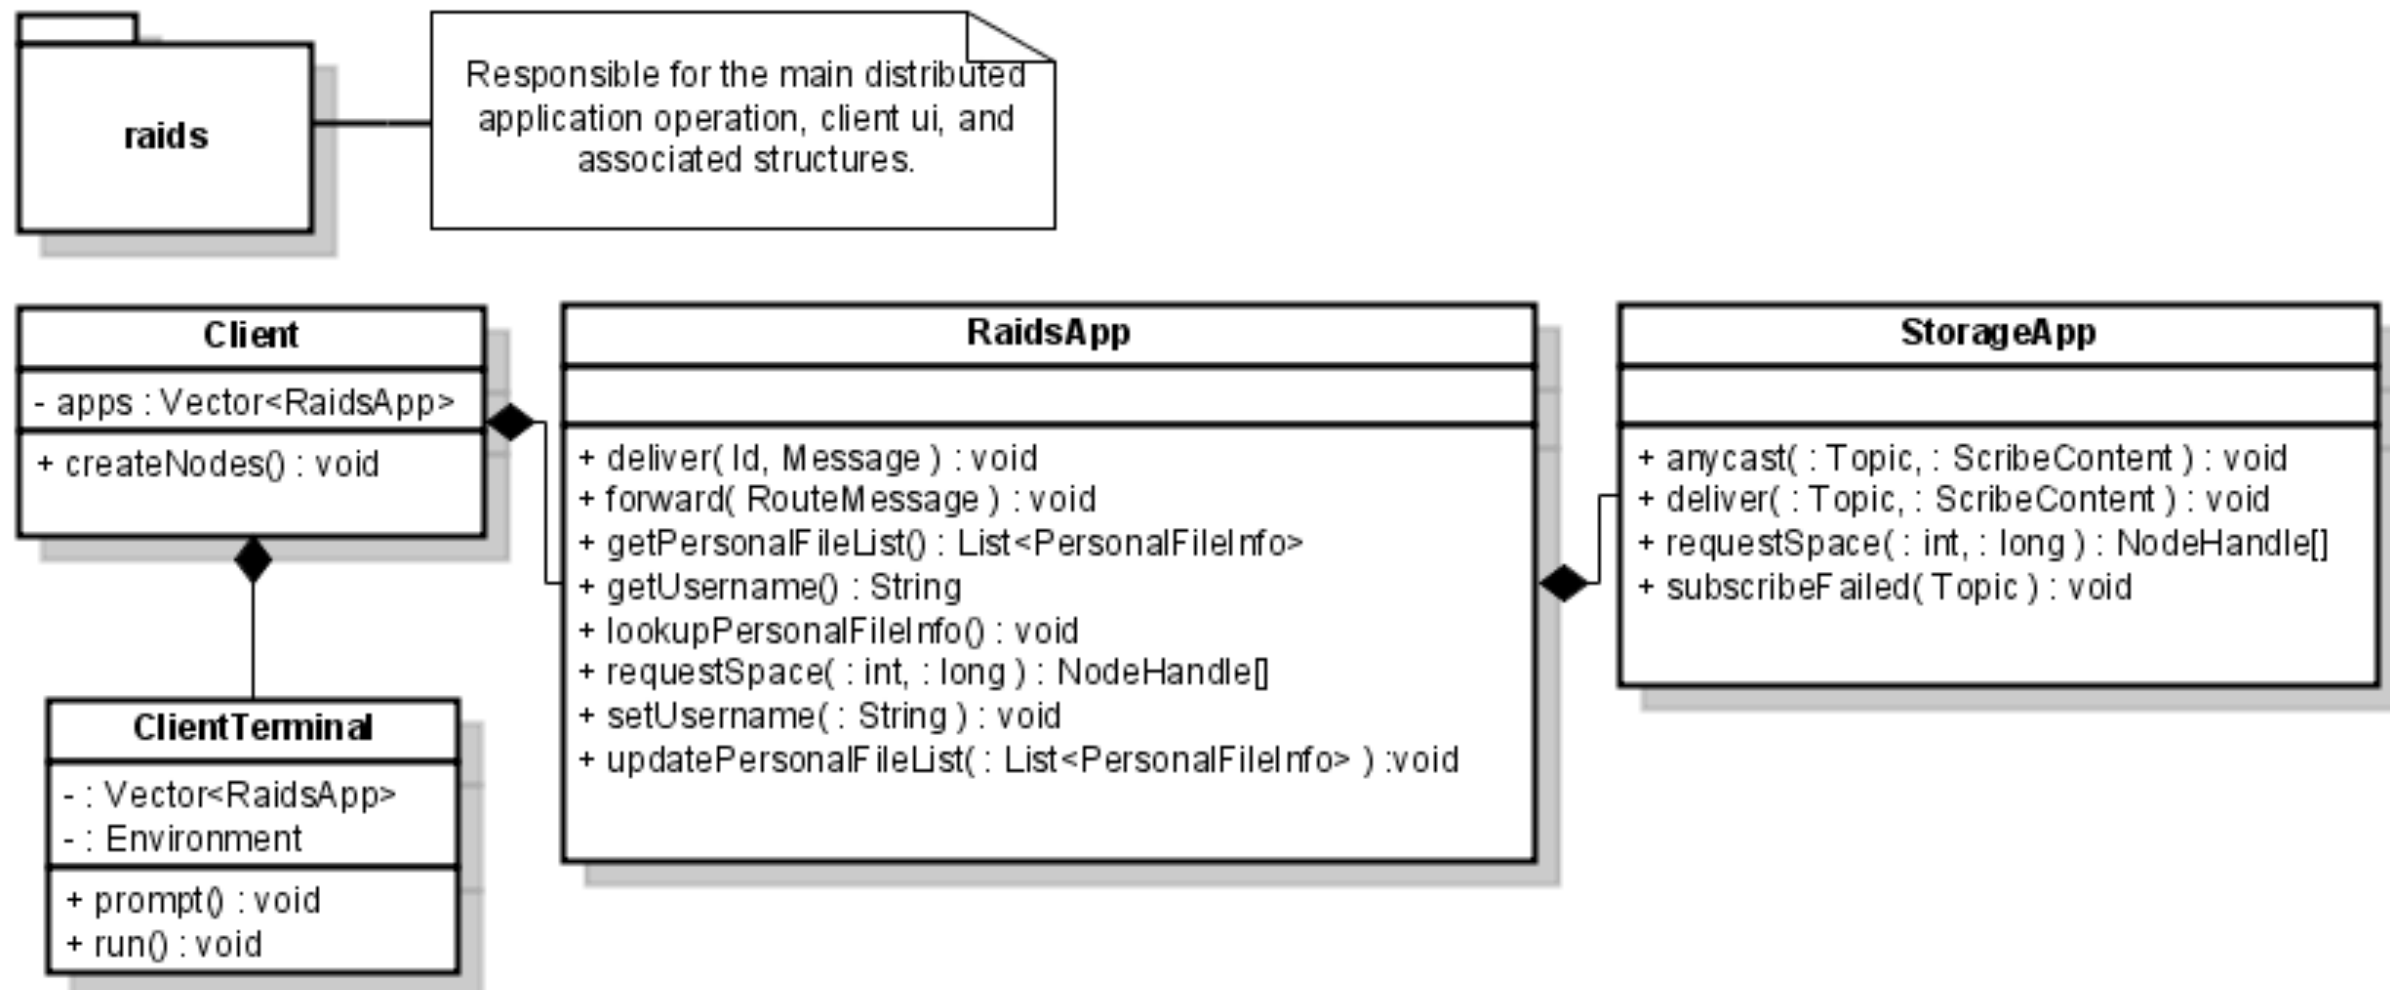 raids
Responsible for the main distributed
application operation, client ui, and
associated structures.
Client
- apps : Vector<RaidsApp>
+ createNodes() : void
ClientTerminal
- : Vector<RaidsApp>
- : Environment
+ prompt() : void
+ run() : void
RaidsApp
+ deliver( Id, Message ) : void
+ forward( RouteMessage ) : void
+ getPersonalFileList() : List<PersonalFileInfo>
+ getUsername() : String
+ lookupPersonalFileInfo() : void
+ requestSpace( : int, : long ) : NodeHandle[]
+ setUsername( : String ) : void
+ updatePersonalFileList( : List<PersonalFileInfo> ) :void
StorageApp
+ anycast( : Topic, : ScribeContent ) : void
+ deliver( : Topic, : ScribeContent ) : void
+ requestSpace( : int, : long ) : NodeHandle[]
+ subscribeFailed( Topic ) : void